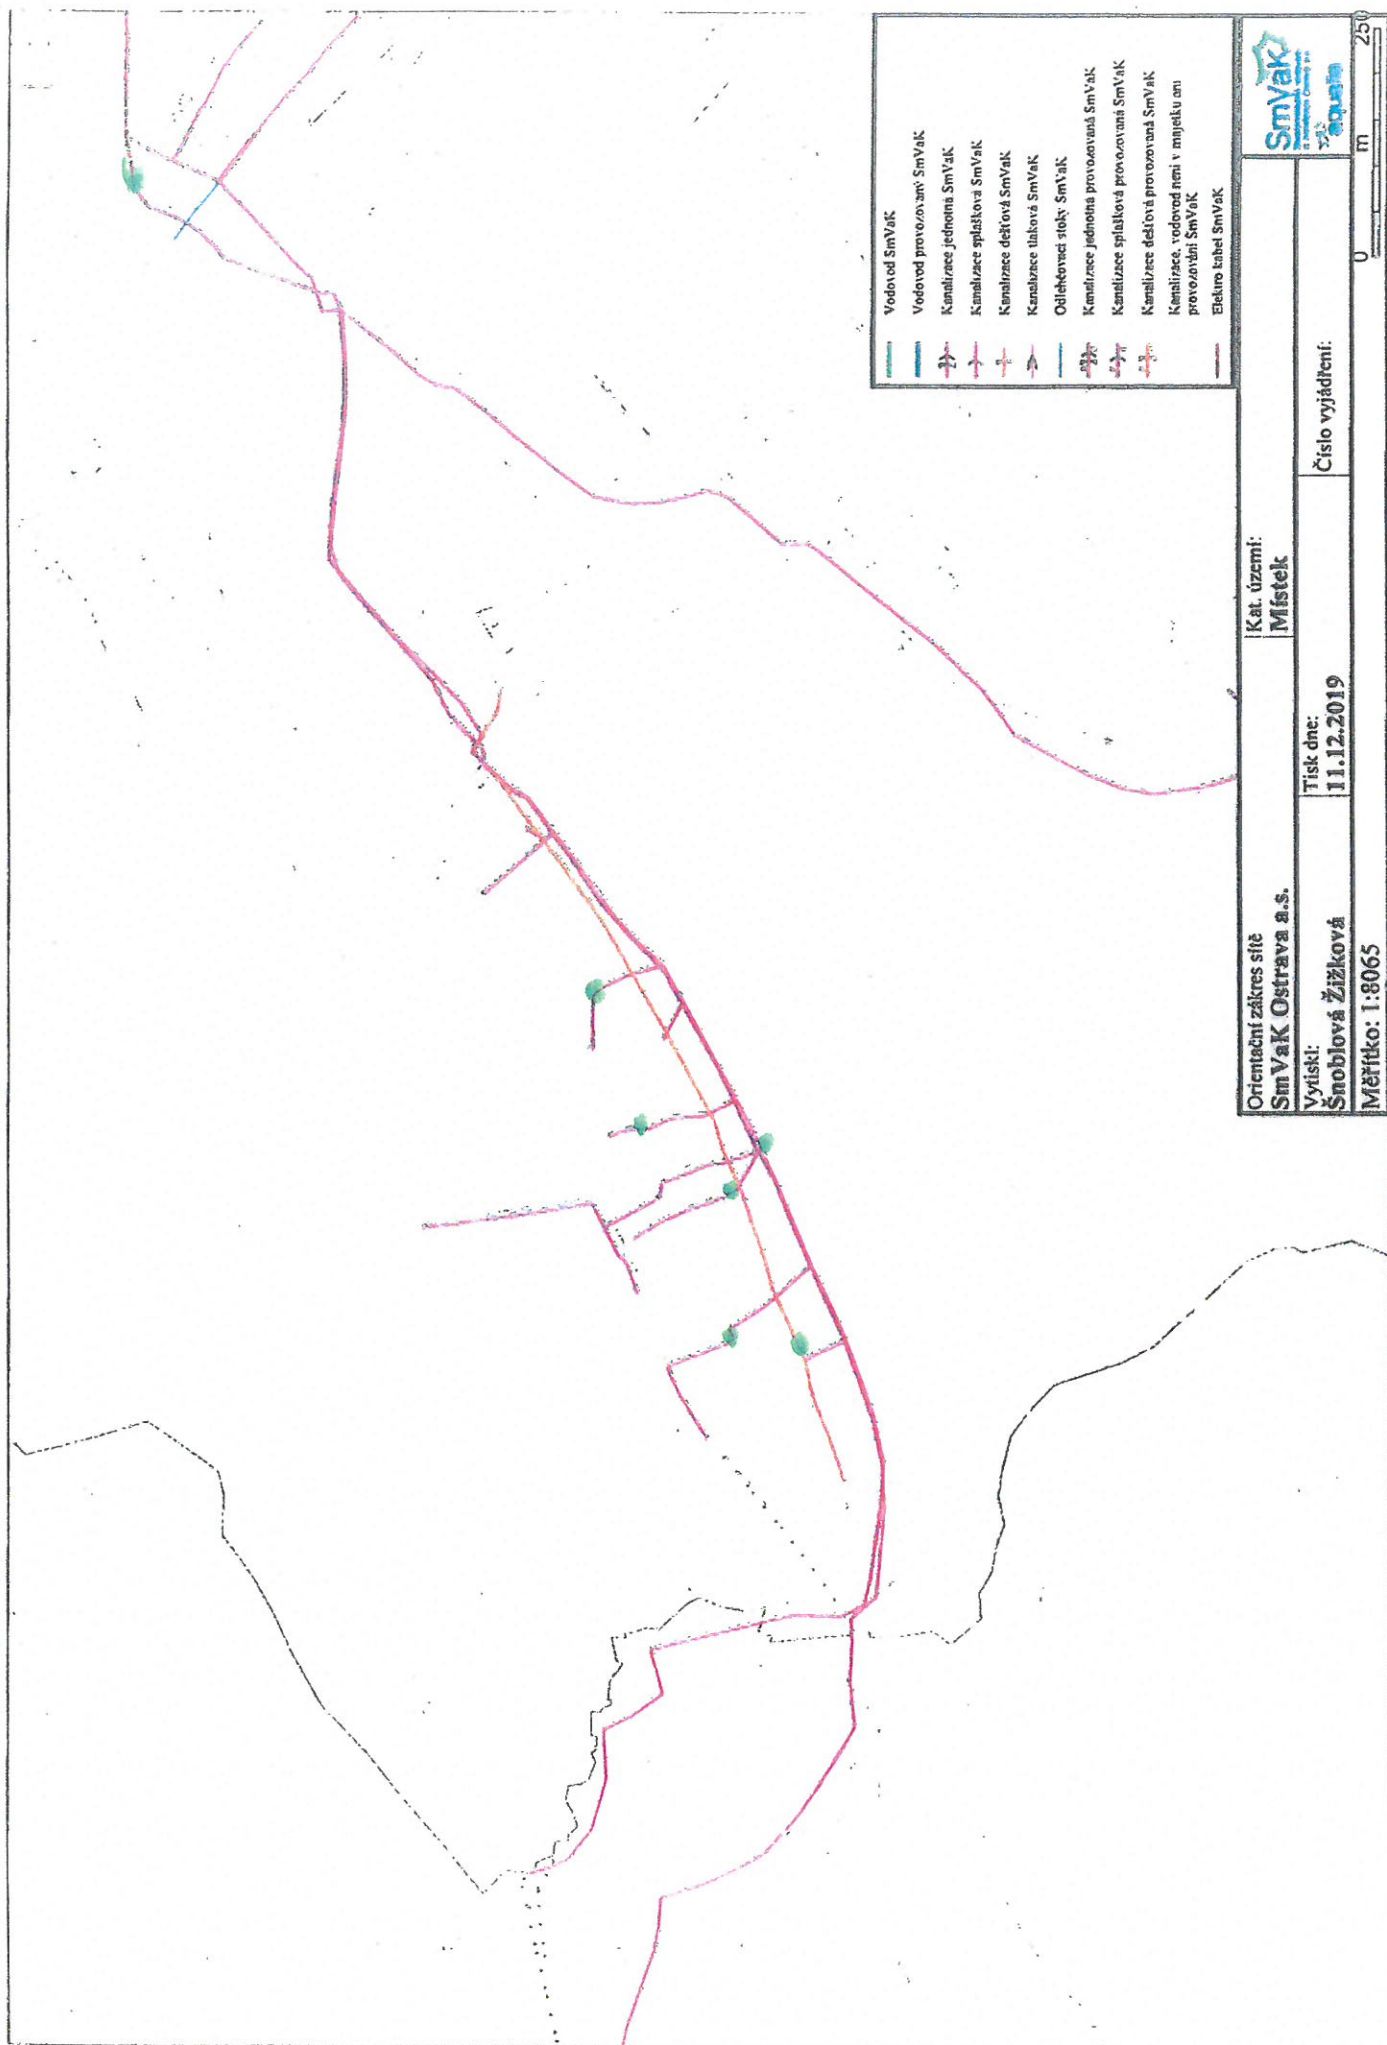 Vodovod SmVaK
Vodovod provozovaný SmVaK
Kanalizace jednotná SmVaK
Kanalizace splašková SmVaK
Kanalizace dešťová SmVaK
Kanalizace tlaková SmVaK
Odlehčovací stoky SmVaK
Kanalizace jednotná provozovaná SmVaK
Kanalizace splašková provozovaná SmVaK
Kanalizace dešťová provozovaná SmVaK
Kanalizace, vodovod není v majetku ani
provozování SmVaK
Elektro kabel SmVaK
Orientační zákres sítě
SmVaK Ostrava a.s.
Kat. území:
Místek
SmVaK
aqualia
Vytiskl:
Šnoblová Žižková
Tisk dne:
11.12.2019
Číslo vyjádření:
Měřítko: 1:8065
0 m 250